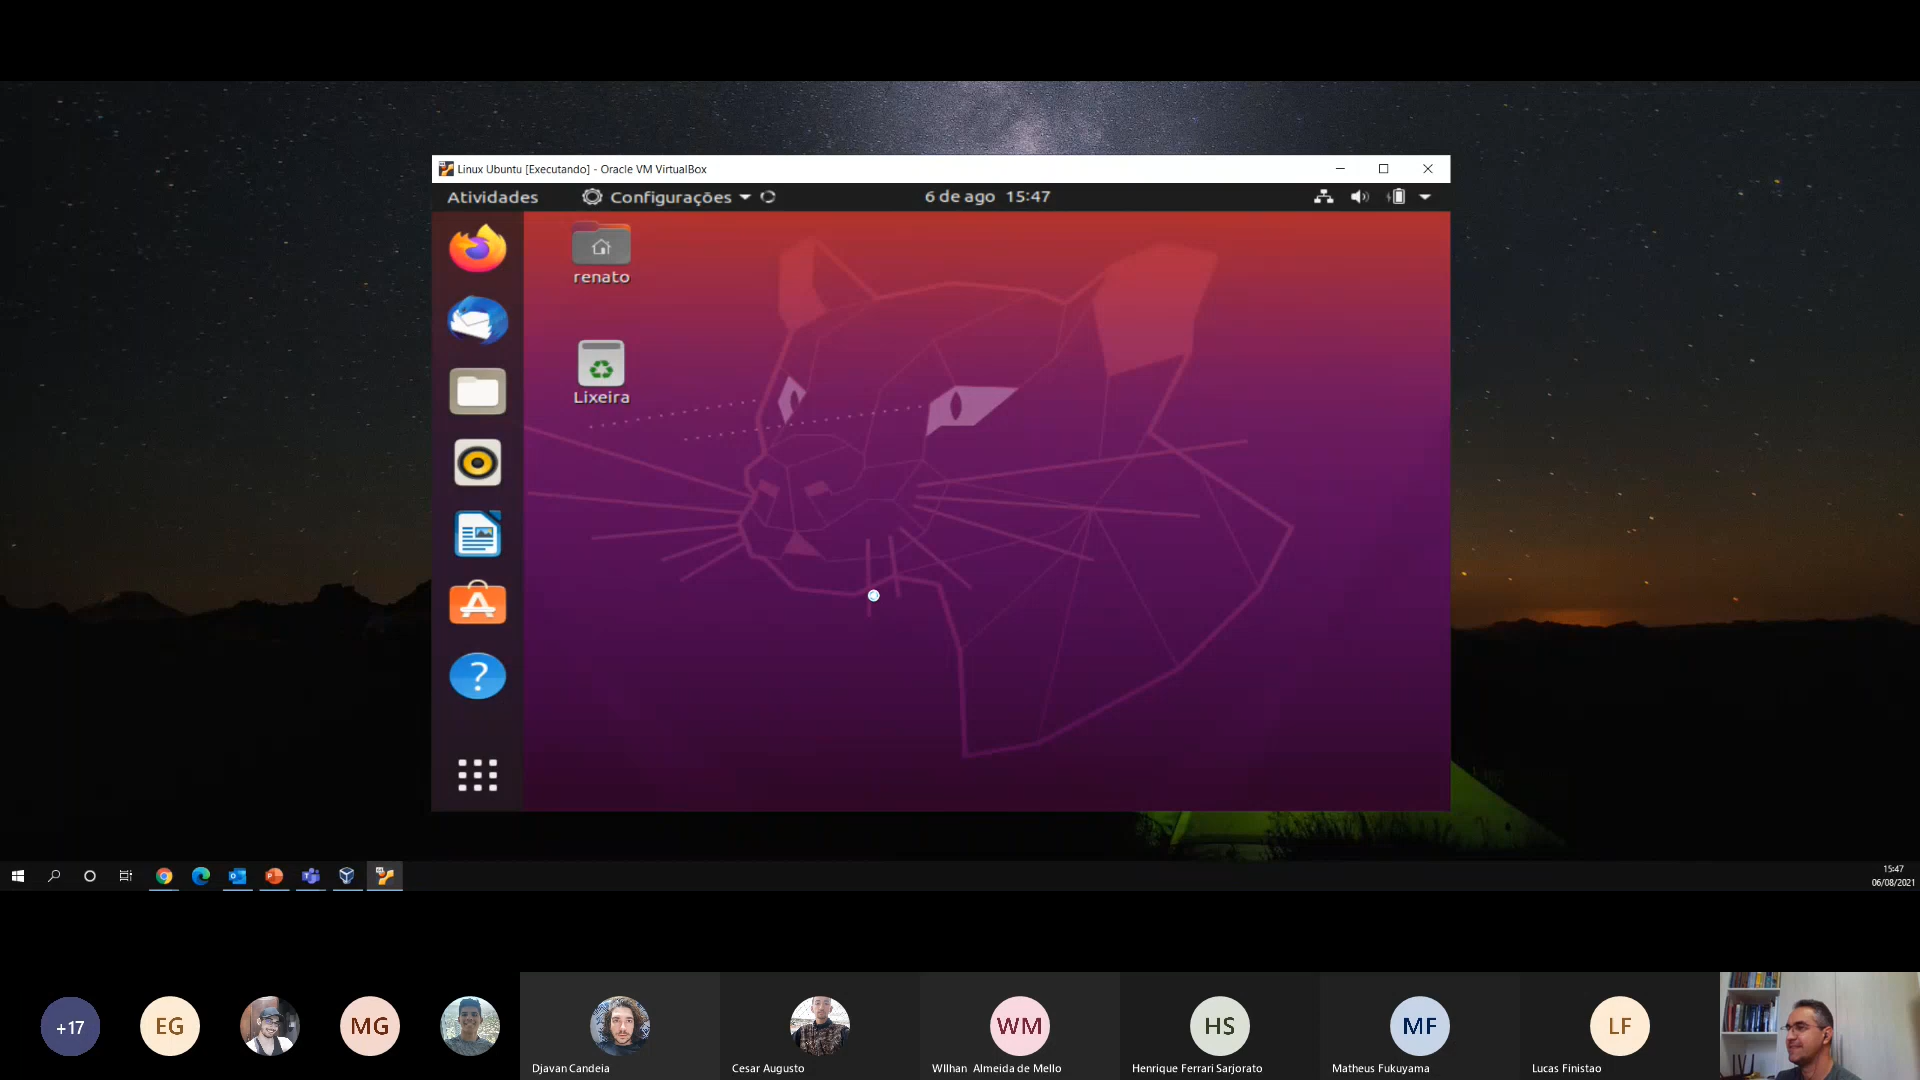 Linux Ubuntu [Executando] - Oracle VM VirtualBox
Atividades Configurações 6 de ago 15:47
renato
Lixeira
15:47
06/08/2021
+17 EG MG WM HS MF LF
Djavan Candeia Cesar Augusto WIlhan Almeida de Mello Henrique Ferrari Sarjorato Matheus Fukuyama Lucas Finistao